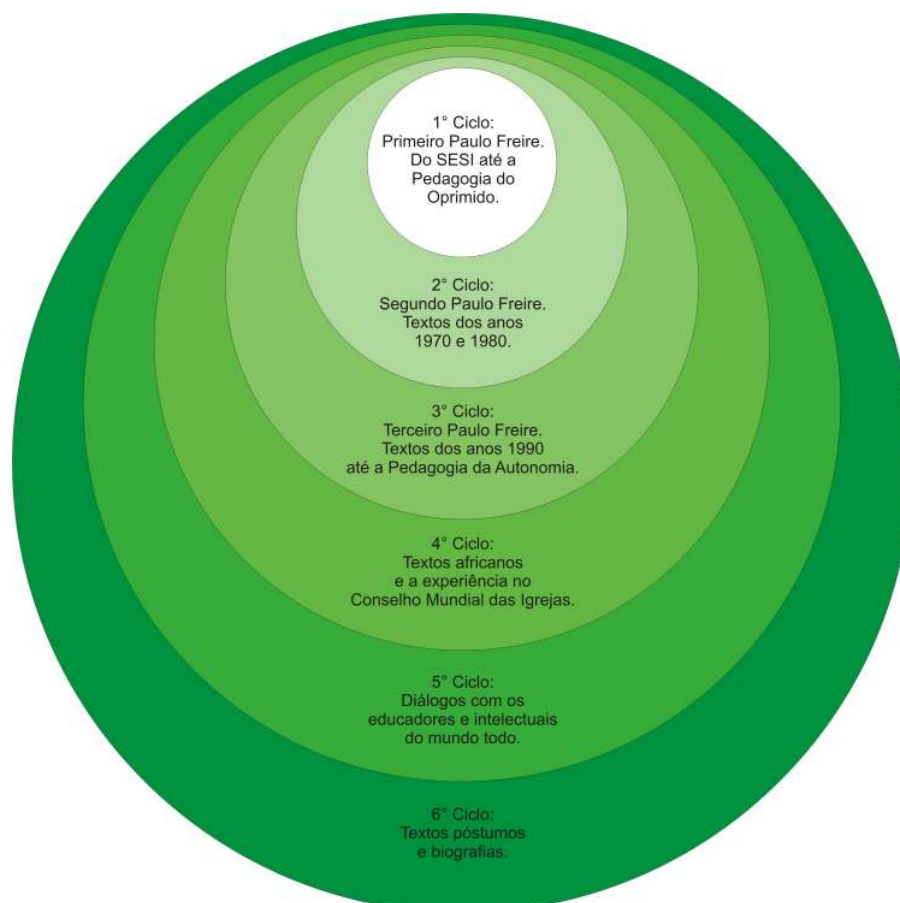 1° Ciclo:
Primeiro Paulo Freire.
Do SESI até a
Pedagogia do
Oprimido.
2° Ciclo:
Segundo Paulo Freire.
Textos dos anos
1970 e 1980.
3° Ciclo:
Terceiro Paulo Freire.
Textos dos anos 1990
até a Pedagogia da Autonomia.
4° Ciclo:
Textos africanos
e a experiência no
Conselho Mundial das Igrejas.
5° Ciclo:
Diálogos com os
educadores e intelectuais
do mundo todo.
6° Ciclo:
Textos póstumos
e biografias.